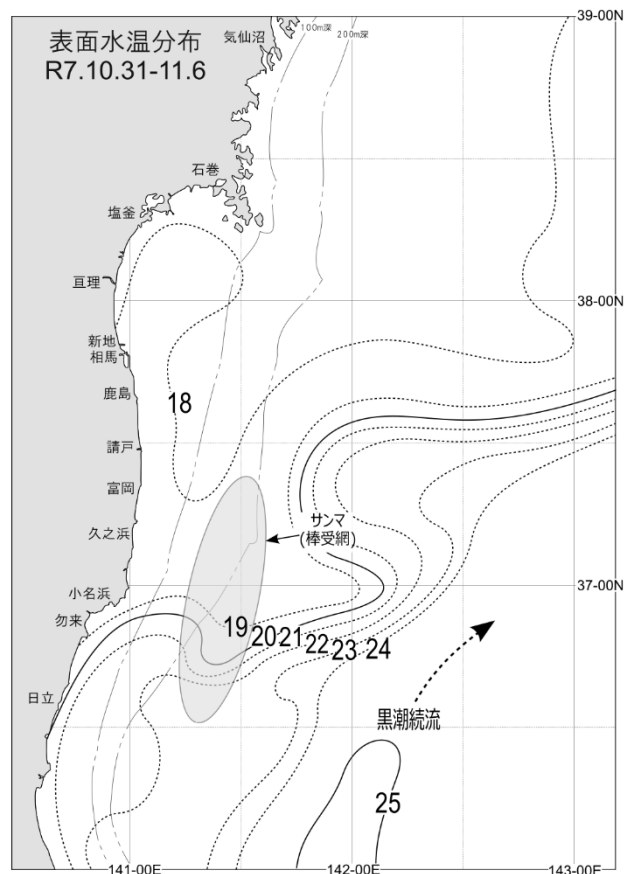 表面水温分布
R7.10.31-11.6
気仙沼
100m深
200m深
39-00N
石巻
塩釜
亘理
38-00N
新地
相馬
鹿島
18
請戸
富岡
サンマ
(棒受網)
久之浜
37-00N
小名浜
勿来
19
20
21
22
23
24
日立
黒潮続流
25
141-00E
142-00E
143-00E